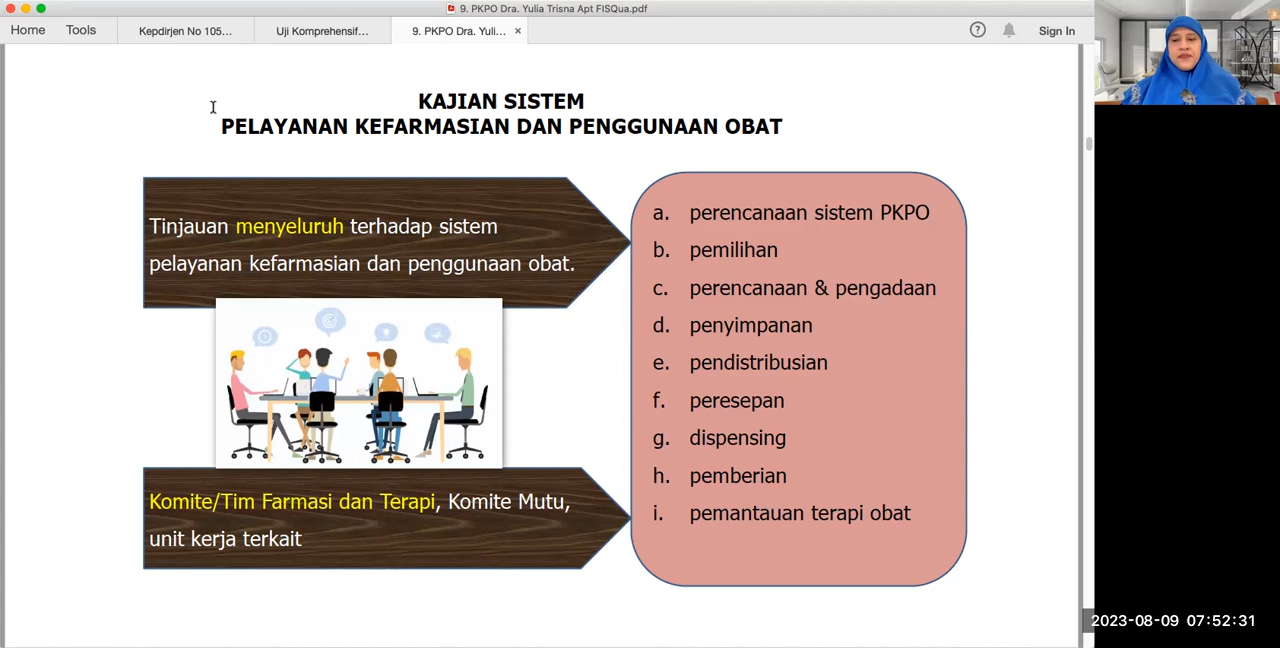 9. PKPO Dra. Yulia Trisna Apt FISQua.pdf
Home Tools Kepdirjen No 105... Uji Komprehensif... 9. PKPO Dra. Yuli... × Sign In
KAJIAN SISTEM
PELAYANAN KEFARMASIAN DAN PENGGUNAAN OBAT
Tinjauan menyeluruh terhadap sistem
pelayanan kefarmasian dan penggunaan obat.
Komite/Tim Farmasi dan Terapi, Komite Mutu,
unit kerja terkait
a. perencanaan sistem PKPO
b. pemilihan
c. perencanaan & pengadaan
d. penyimpanan
e. pendistribusian
f. peresepan
g. dispensing
h. pemberian
i. pemantauan terapi obat
2023-08-09 07:52:31